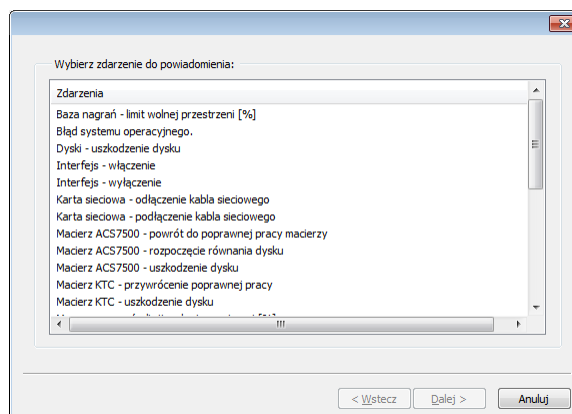 Wybierz zdarzenie do powiadomienia:
Zdarzenia
Baza nagrań - limit wolnej przestrzeni [%]
Błąd systemu operacyjnego.
Dyski - uszkodzenie dysku
Interfejs - włączenie
Interfejs - wyłączenie
Karta sieciowa - odłączenie kabla sieciowego
Karta sieciowa - podłączenie kabla sieciowego
Macierz ACS7500 - powrót do poprawnej pracy macierzy
Macierz ACS7500 - rozpoczęcie równania dysku
Macierz ACS7500 - uszkodzenie dysku
Macierz KTC - przywrócenie poprawnej pracy
Macierz KTC - uszkodzenie dysku
< Wstecz
Dalej >
Anuluj